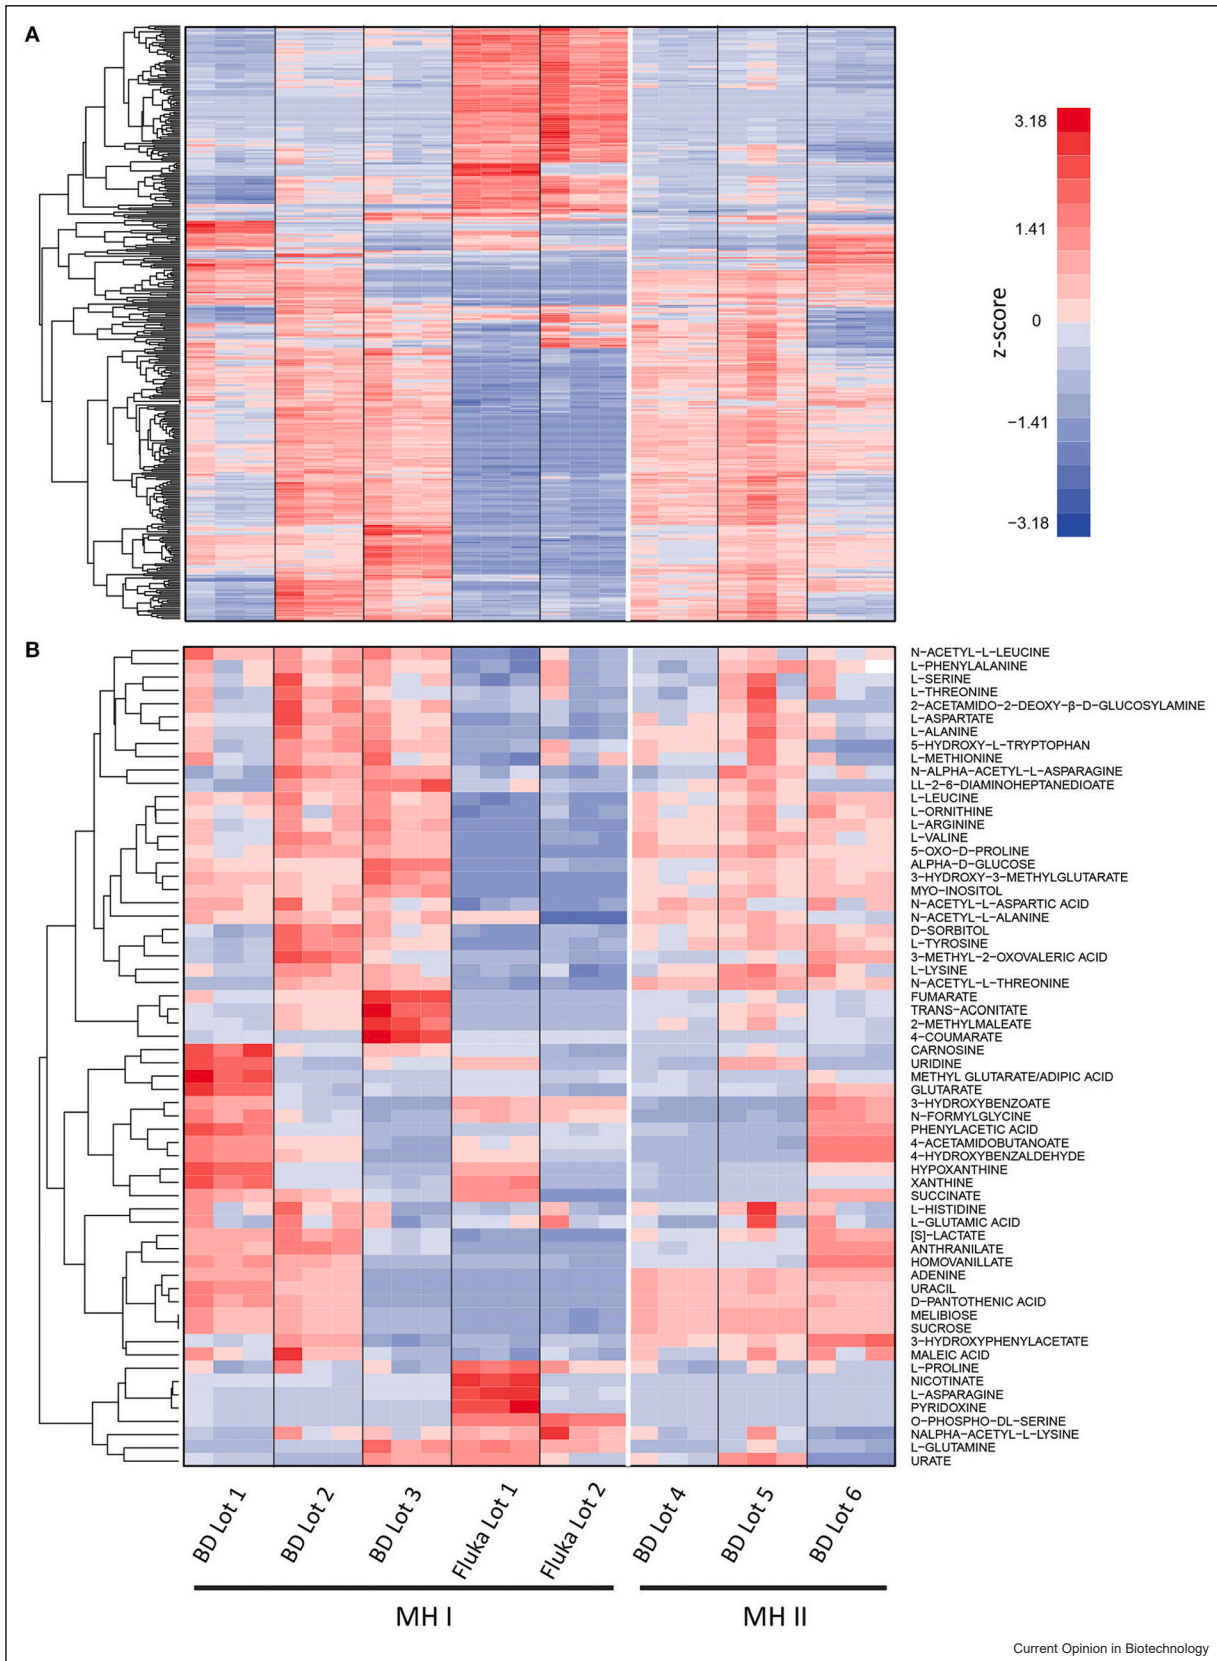 A
3.18
1.41
0
−1.41
−3.18
z-score
B
N−ACETYL−L−LEUCINE
L−PHENYLALANINE
L−SERINE
L−THREONINE
2−ACETAMIDO−2−DEOXY−β−D−GLUCOSYLAMINE
L−ASPARTATE
L−ALANINE
5−HYDROXY−L−TRYPTOPHAN
L−METHIONINE
N−ALPHA−ACETYL−L−ASPARAGINE
LL−2−6−DIAMINOHEPTANEDIOATE
L−LEUCINE
L−ORNITHINE
L−ARGININE
L−VALINE
5−OXO−D−PROLINE
ALPHA−D−GLUCOSE
3−HYDROXY−3−METHYLGLUTARATE
MYO−INOSITOL
N−ACETYL−L−ASPARTIC ACID
N−ACETYL−L−ALANINE
D−SORBITOL
L−TYROSINE
3−METHYL−2−OXOVALERIC ACID
L−LYSINE
N−ACETYL−L−THREONINE
FUMARATE
TRANS−ACONITATE
2−METHYLMALEATE
4−COUMARATE
CARNOSINE
URIDINE
METHYL GLUTARATE/ADIPIC ACID
GLUTARATE
3−HYDROXYBENZOATE
N−FORMYLGLYCINE
PHENYLACETIC ACID
4−ACETAMIDOBUTANOATE
4−HYDROXYBENZALDEHYDE
HYPOXANTHINE
XANTHINE
SUCCINATE
L−HISTIDINE
L−GLUTAMIC ACID
[S]−LACTATE
ANTHRANILATE
HOMOVANILLATE
ADENINE
URACIL
D−PANTOTHENIC ACID
MELIBIOSE
SUCROSE
3−HYDROXYPHENYLACETATE
MALEIC ACID
L−PROLINE
NICOTINATE
L−ASPARAGINE
PYRIDOXINE
O−PHOSPHO−DL−SERINE
NALPHA−ACETYL−L−LYSINE
L−GLUTAMINE
URATE
BD Lot 1
BD Lot 2
BD Lot 3
Fluka Lot 1
Fluka Lot 2
BD Lot 4
BD Lot 5
BD Lot 6
MH I
MH II
Current Opinion in Biotechnology